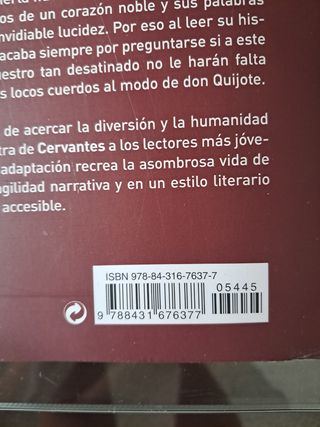 os de un corazón noble y sus palabras
nvidiable lucidez. Por eso al leer su his-
acaba siempre por preguntarse si a este
estro tan desatinado no le harán falta
s locos cuerdos al modo de don Quijote.
de acercar la diversión y la humanidad
tra de Cervantes a los lectores más jóve-
adaptación recrea la asombrosa vida de
agilidad narrativa y en un estilo literario
accesible.
ISBN 978-84-316-7637-7
05445
9 788431 676377